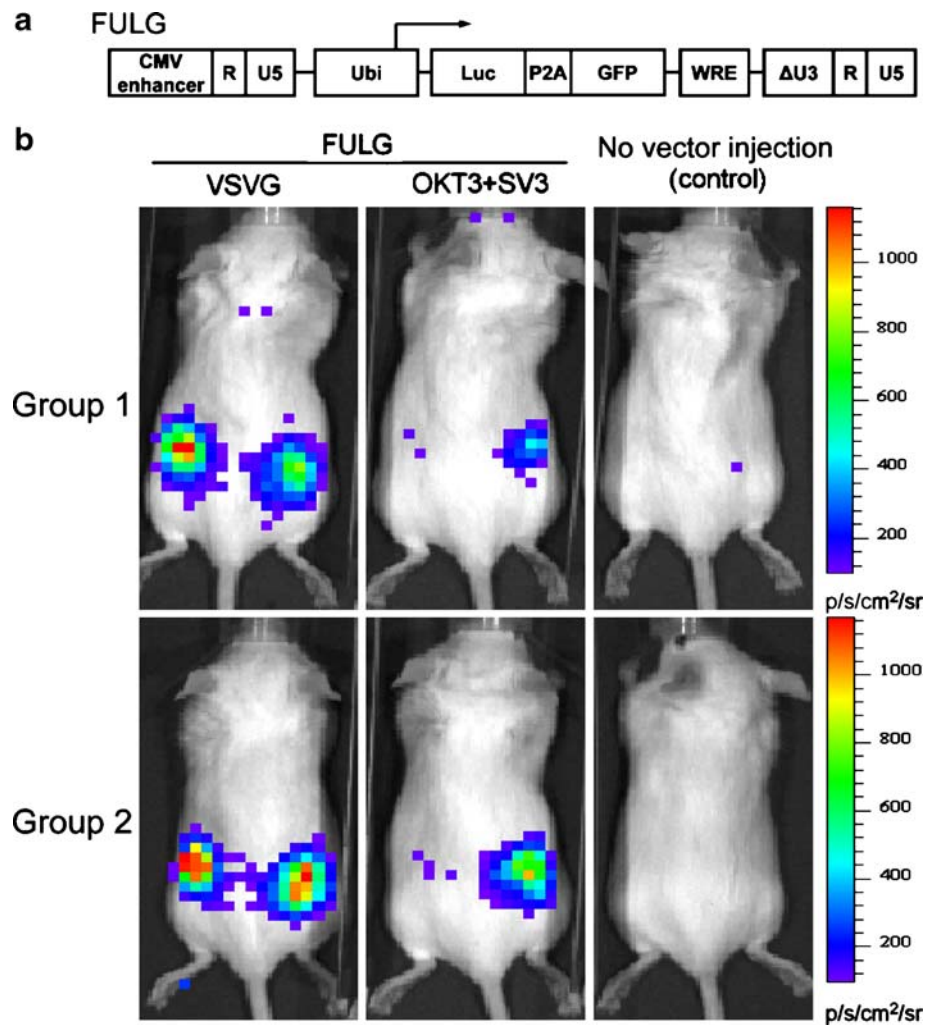 a FULG
CMV enhancer R U5 Ubi Luc P2A GFP WRE ΔU3 R U5
b
FULG
No vector injection
(control)
VSVG OKT3+SV3
Group 1
1000
800
600
400
200
p/s/cm²/sr
Group 2
1000
800
600
400
200
p/s/cm²/sr